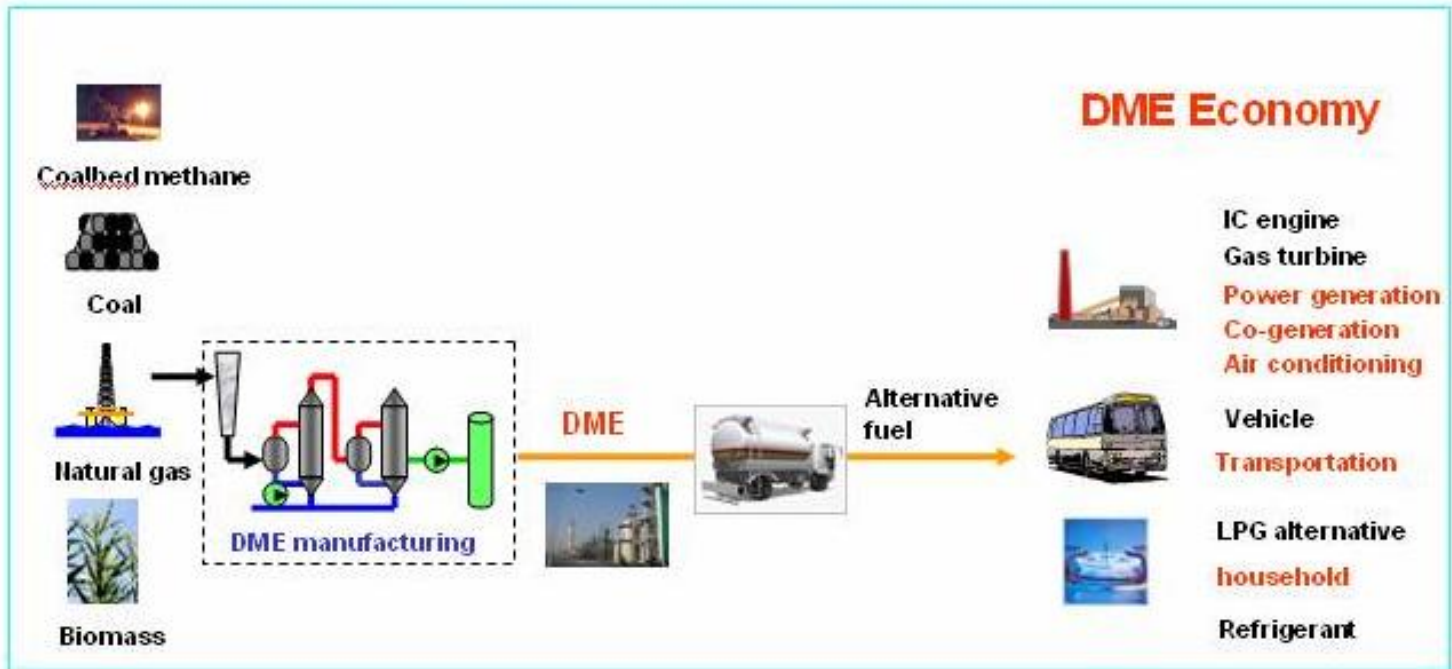 DME Economy
Coalbed methane
Coal
Natural gas
Biomass
DME manufacturing
DME
Alternative
fuel
IC engine
Gas turbine
Power generation
Co-generation
Air conditioning
Vehicle
Transportation
LPG alternative
household
Refrigerant